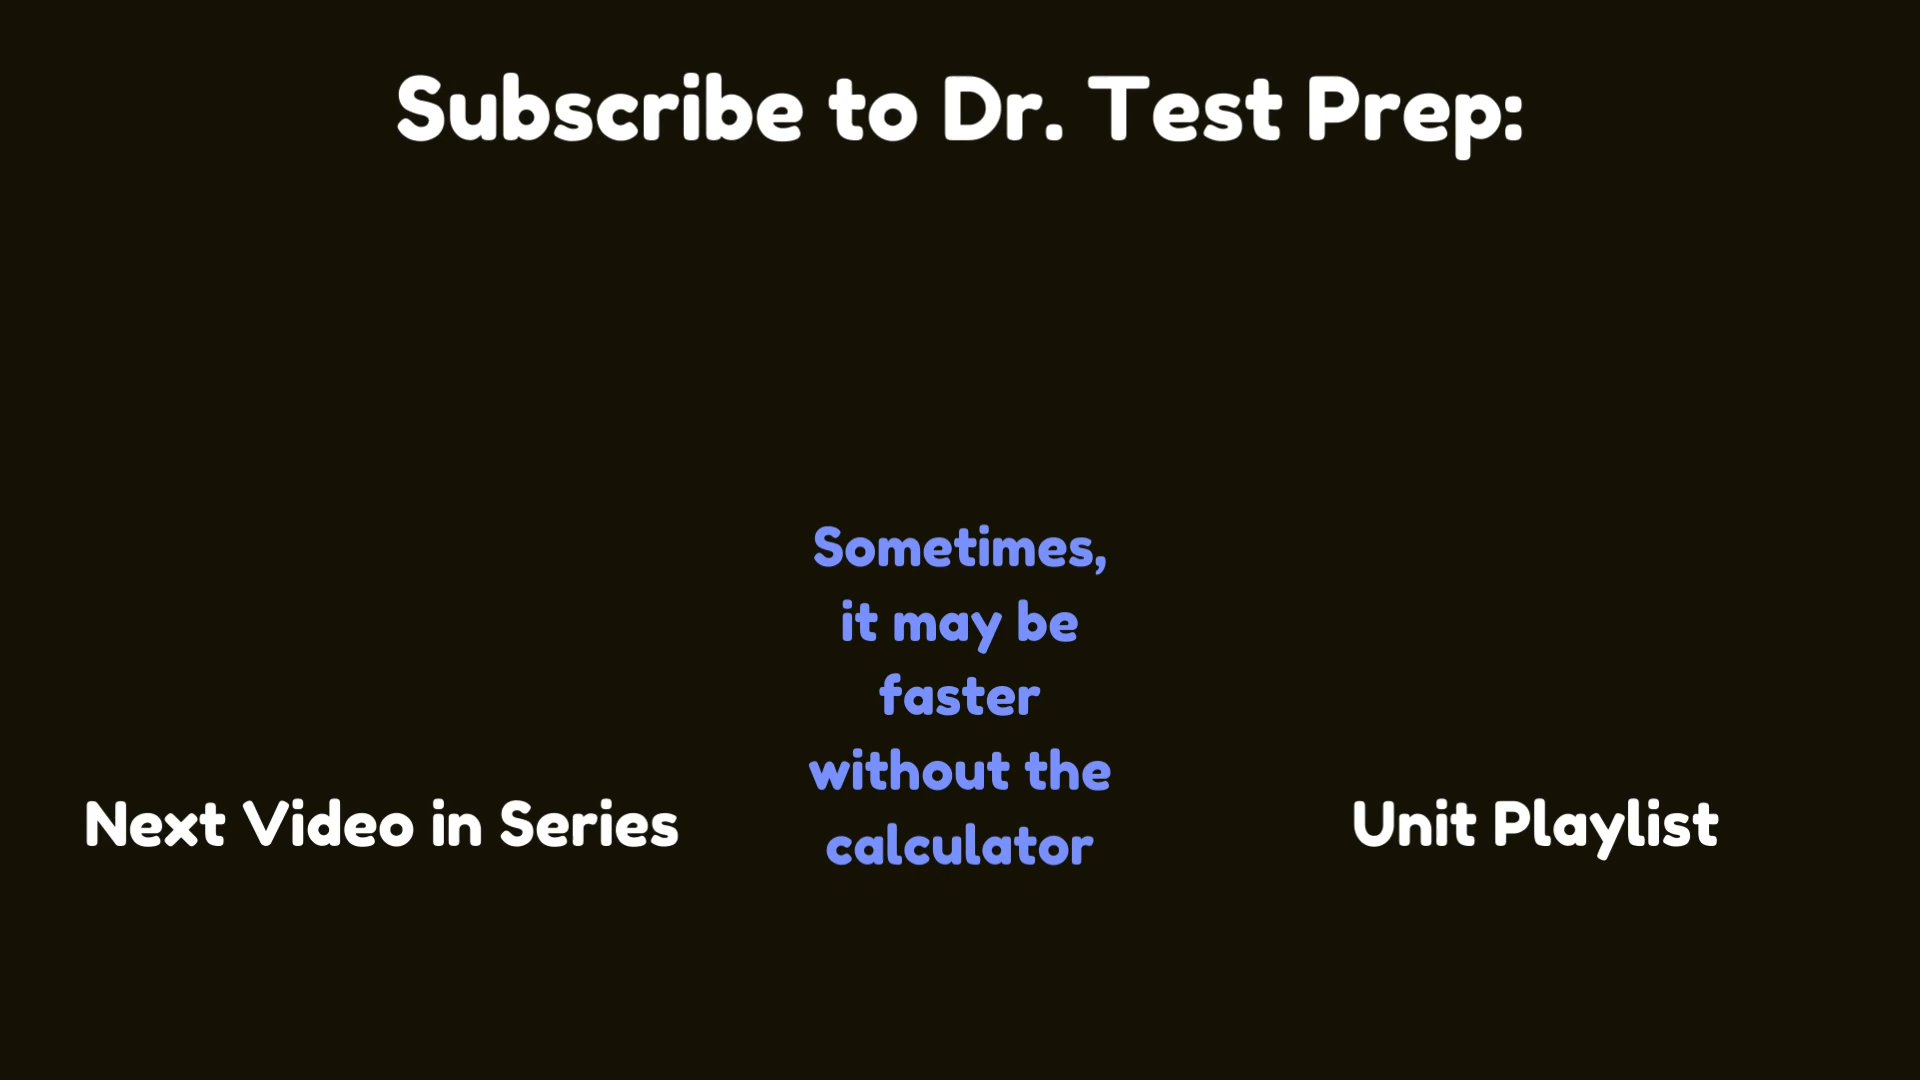 Subscribe to Dr. Test Prep:
Sometimes,
it may be
faster
without the
calculator
Next Video in Series
Unit Playlist